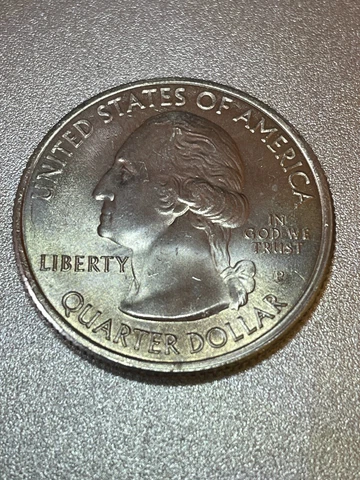 UNITED STATES OF AMERICA
LIBERTY
IN
GOD WE
TRUST
P
QUARTER DOLLAR